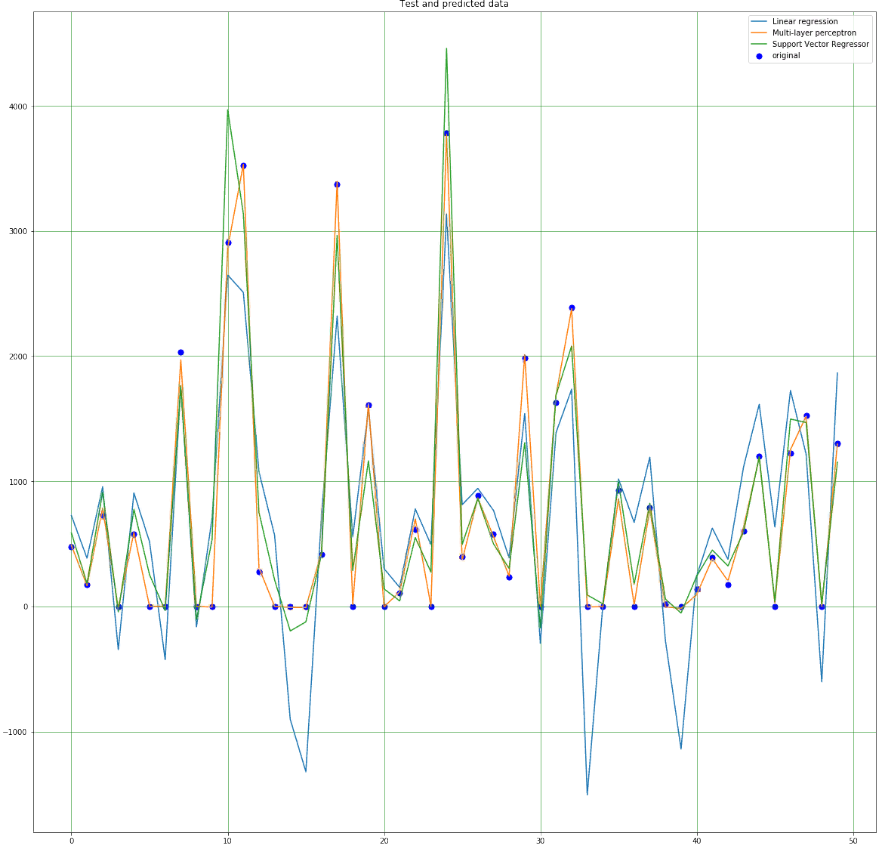 Test and predicted data
Linear regression
Multi-layer perceptron
Support Vector Regressor
original
4000
3000
2000
1000
0
−1000
0
10
20
30
40
50